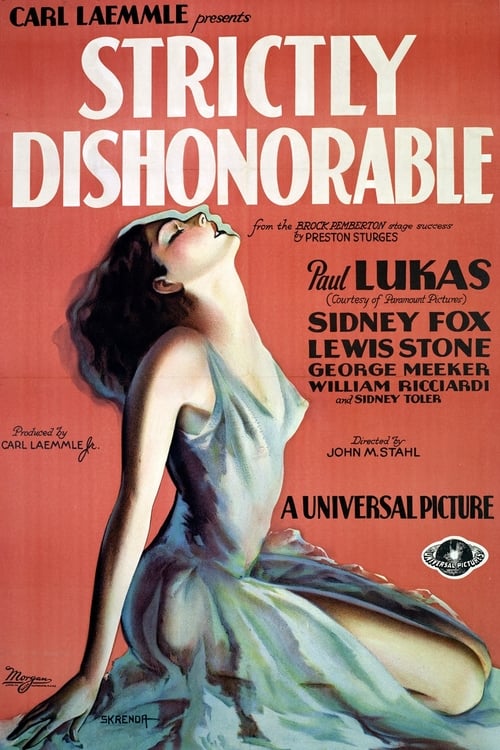 CARL LAEMMLE presents
STRICTLY
DISHONORABLE
from the BROCK PEMBERTON stage success
by PRESTON STURGES
Paul LUKAS
(Courtesy of Paramount Pictures)
SIDNEY FOX
LEWIS STONE
GEORGE MEEKER
WILLIAM RICCIARDI
and SIDNEY TOLER
Produced by
CARL LAEMMLE Jr.
Directed by
JOHN M. STAHL
A UNIVERSAL PICTURE
UNIVERSAL PICTURES
Morgan
SKRENDA